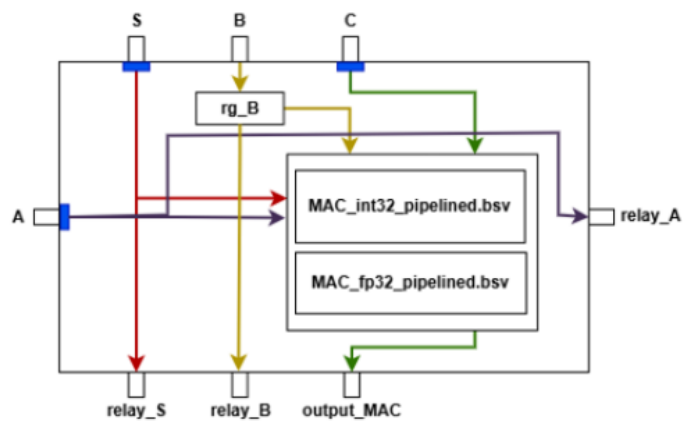 S
B
C
rg_B
MAC_int32_pipelined.bsv
A
relay_A
MAC_fp32_pipelined.bsv
relay_S
relay_B
output_MAC